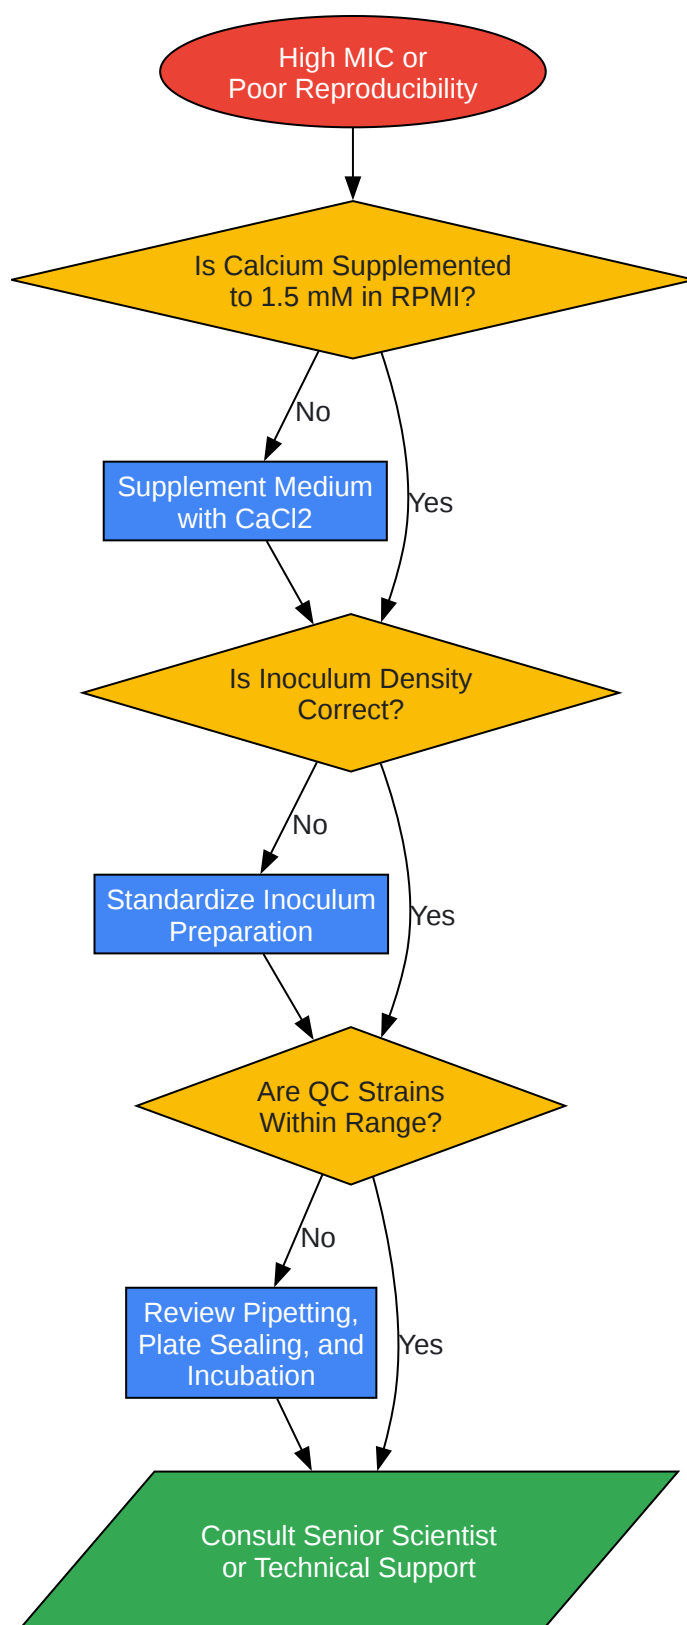 High MIC or
Poor Reproducibility
Is Calcium Supplemented
to 1.5 mM in RPMI?
No
Supplement Medium
with CaCl2
Yes
Is Inoculum Density
Correct?
No
Standardize Inoculum
Preparation
Yes
Are QC Strains
Within Range?
No
Review Pipetting,
Plate Sealing, and
Incubation
Yes
Consult Senior Scientist
or Technical Support